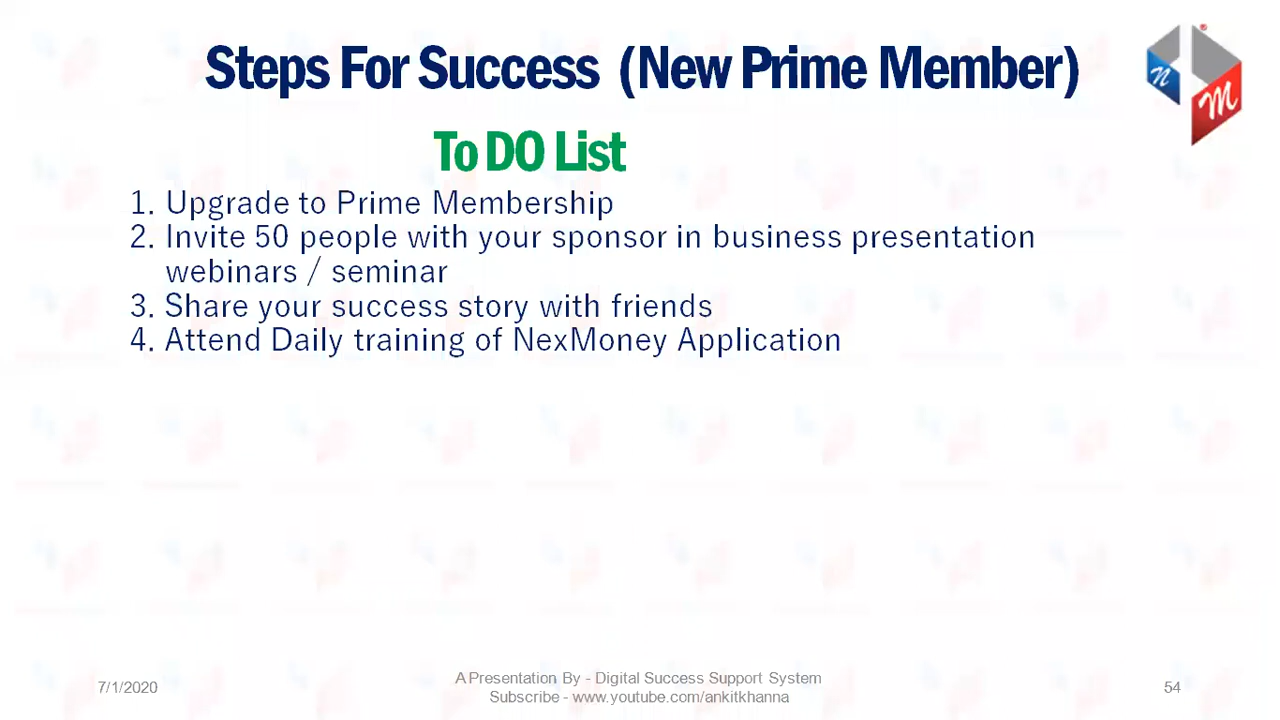 Steps For Success (New Prime Member)
n
M
To DO List
1. Upgrade to Prime Membership
2. Invite 50 people with your sponsor in business presentation
webinars / seminar
3. Share your success story with friends
4. Attend Daily training of NexMoney Application
7/1/2020
A Presentation By - Digital Success Support System
Subscribe - www.youtube.com/ankitkhanna
54